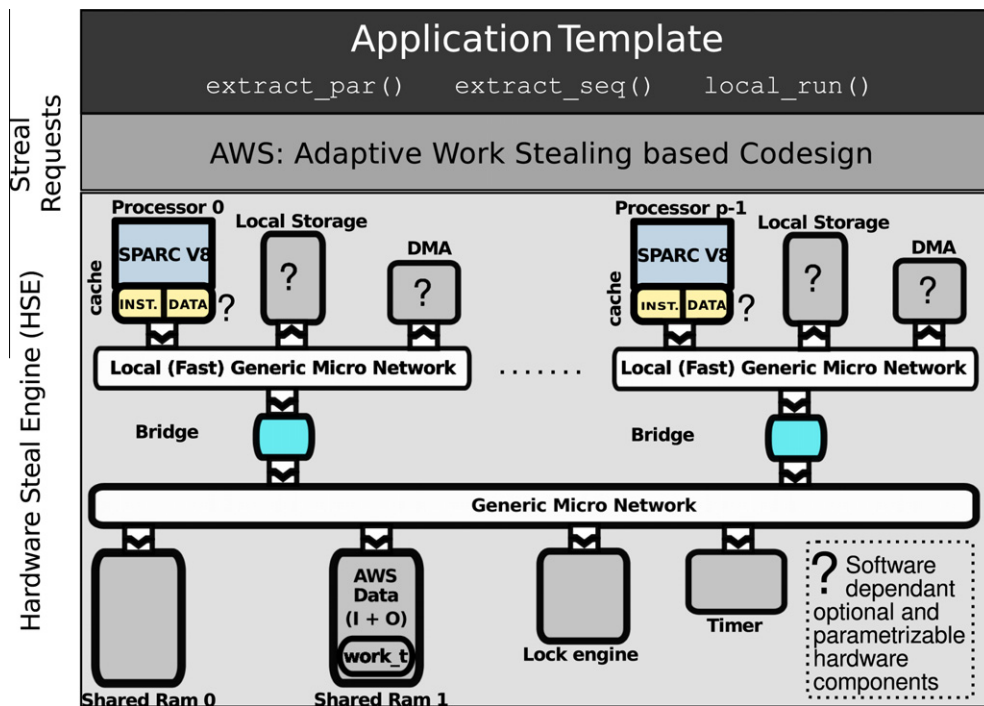 Application Template
extract_par() extract_seq() local_run()
Streal
Requests
AWS: Adaptive Work Stealing based Codesign
Hardware Steal Engine (HSE)
Processor 0
Local Storage
DMA
SPARC V8
cache
INST. DATA
?
?
?
Local (Fast) Generic Micro Network
.......
Processor p-1
Local Storage
DMA
SPARC V8
cache
INST. DATA
?
?
?
Local (Fast) Generic Micro Network
Bridge
Bridge
Generic Micro Network
AWS
Data
(I + O)
work_t
Shared Ram 0
Shared Ram 1
Lock engine
Timer
? Software
dependant
optional and
parametrizable
hardware
components